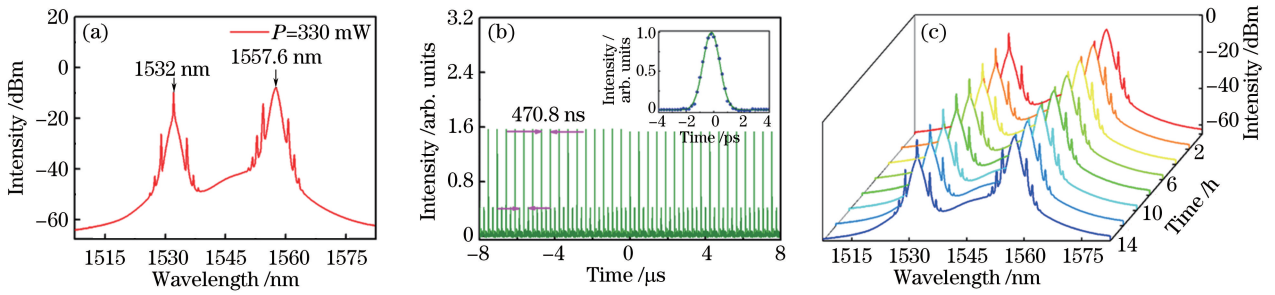 (a)
P=330 mW
1532 nm
1557.6 nm
Intensity /dBm
20
0
−20
−40
−60
1515
1530
1545
1560
1575
Wavelength /nm
(b)
Intensity /arb. units
3.2
2.4
1.6
0.8
0
470.8 ns
Intensity /
arb. units
1.0
0.5
0
−4
−2
0
2
4
Time /ps
−8
−4
0
4
8
Time /μs
(c)
0
−20
−40
−60
Intensity /dBm
2
6
10
14
Time /h
1515
1530
1545
1560
1575
Wavelength /nm